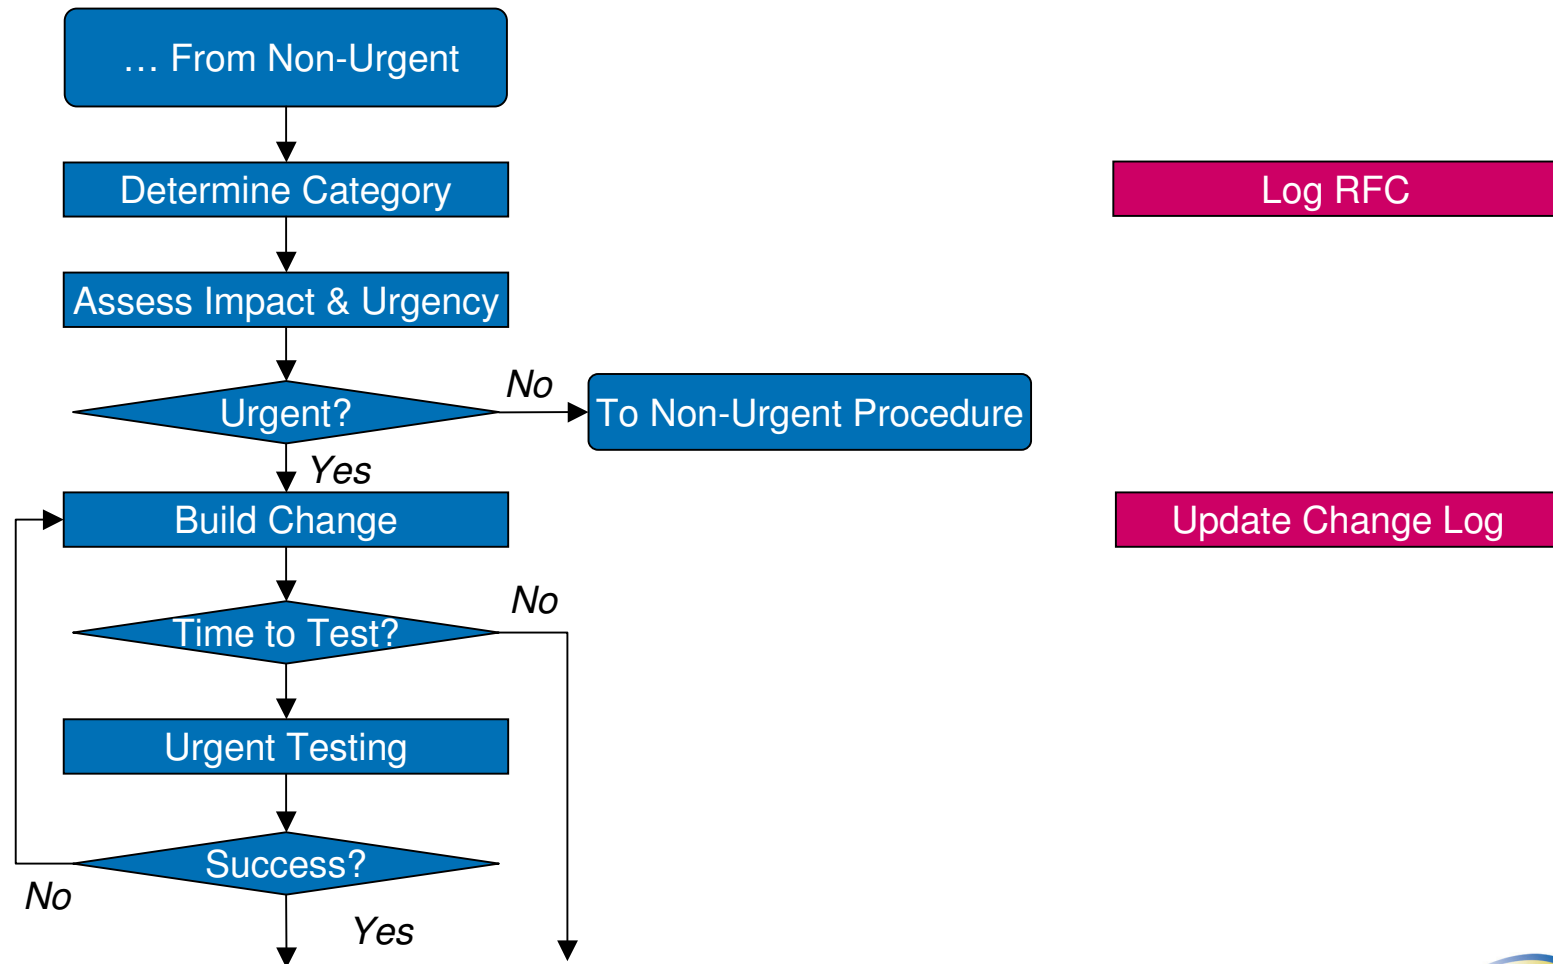 … From Non-Urgent
Determine Category
Log RFC
Assess Impact & Urgency
Urgent?
No
To Non-Urgent Procedure
Yes
Build Change
Update Change Log
Time to Test?
No
Urgent Testing
Success?
No
Yes